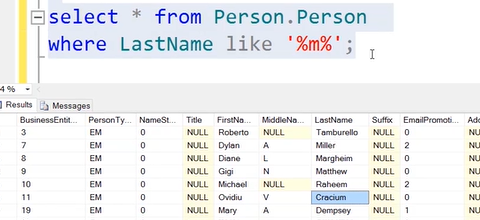 select * from Person.Person
where LastName like '%m%';
4 %
Results Messages
BusinessEntit... PersonTy... NameSt... Title FirstNa... MiddleNa... LastName Suffix EmailPromoti... Add
3 EM 0 NULL Roberto NULL Tamburello NULL 0
7 EM 0 NULL Dylan A Miller NULL 2
8 EM 0 NULL Diane L Margheim NULL 0
9 EM 0 NULL Gigi N Matthew NULL 0
10 EM 0 NULL Michael NULL Raheem NULL 2
11 EM 0 NULL Ovidiu V Cracium NULL 0
19 EM 0 NULL Mary A Dempsey NULL 1